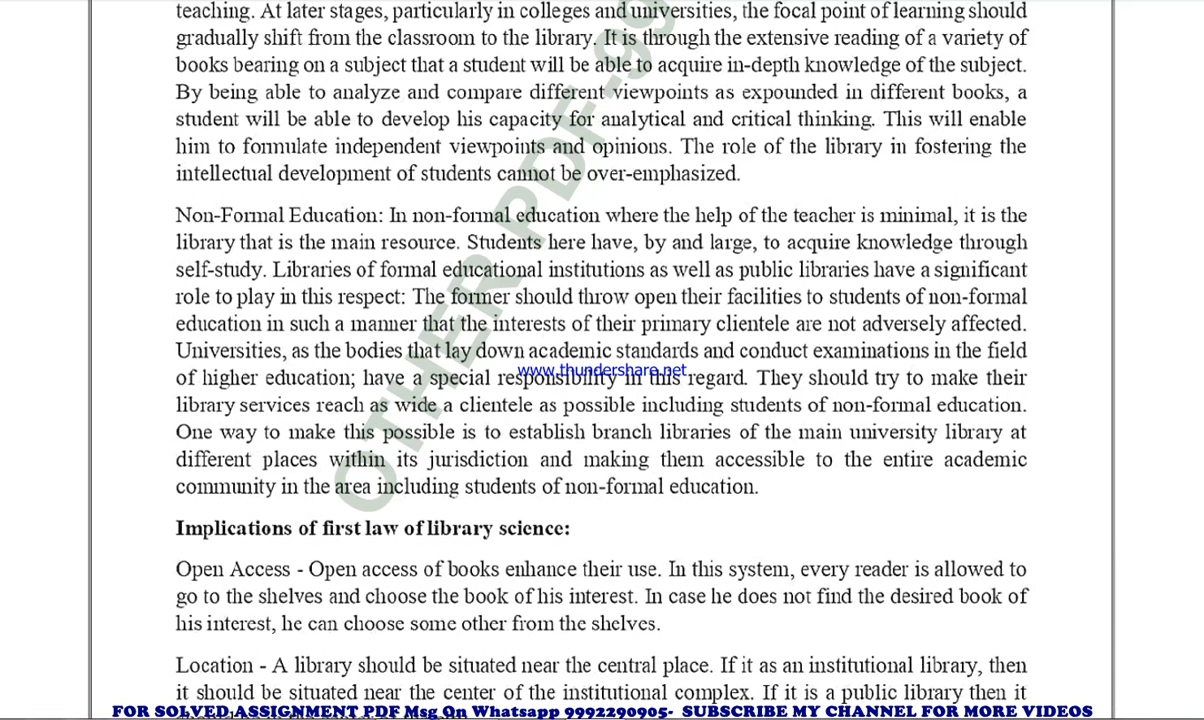 teaching. At later stages, particularly in colleges and universities, the focal point of learning should
gradually shift from the classroom to the library. It is through the extensive reading of a variety of
books bearing on a subject that a student will be able to acquire in-depth knowledge of the subject.
By being able to analyze and compare different viewpoints as expounded in different books, a
student will be able to develop his capacity for analytical and critical thinking. This will enable
him to formulate independent viewpoints and opinions. The role of the library in fostering the
intellectual development of students cannot be over-emphasized.
Non-Formal Education: In non-formal education where the help of the teacher is minimal, it is the
library that is the main resource. Students here have, by and large, to acquire knowledge through
self-study. Libraries of formal educational institutions as well as public libraries have a significant
role to play in this respect: The former should throw open their facilities to students of non-formal
education in such a manner that the interests of their primary clientele are not adversely affected.
Universities, as the bodies that lay down academic standards and conduct examinations in the field
www.thundershare.net
of higher education; have a special responsibility in this regard. They should try to make their
library services reach as wide a clientele as possible including students of non-formal education.
One way to make this possible is to establish branch libraries of the main university library at
different places within its jurisdiction and making them accessible to the entire academic
community in the area including students of non-formal education.
Implications of first law of library science:
Open Access - Open access of books enhance their use. In this system, every reader is allowed to
go to the shelves and choose the book of his interest. In case he does not find the desired book of
his interest, he can choose some other from the shelves.
Location - A library should be situated near the central place. If it as an institutional library, then
it should be situated near the center of the institutional complex. If it is a public library then it
FOR SOLVED ASSIGNMENT PDF Msg On Whatsapp 9992290905- SUBSCRIBE MY CHANNEL FOR MORE VIDEOS
OTHER PDF-99